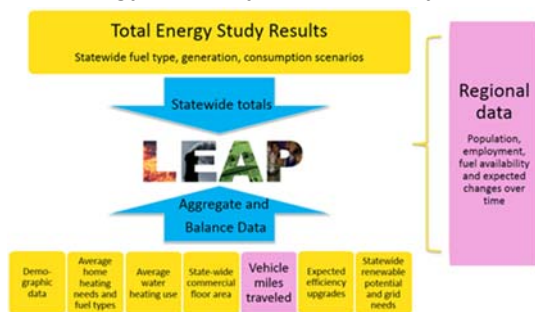 Total Energy Study Results
Statewide fuel type, generation, consumption scenarios
Statewide totals
LEAP
Aggregate and
Balance Data
Regional
data
Population,
employment,
fuel availability
and expected
changes over
time
Demo-
graphic
data
Average
home
heating
needs and
fuel types
Average
water
heating use
State-wide
commercial
floor area
Vehicle
miles
traveled
Expected
efficiency
upgrades
Statewide
renewable
potential
and grid
needs